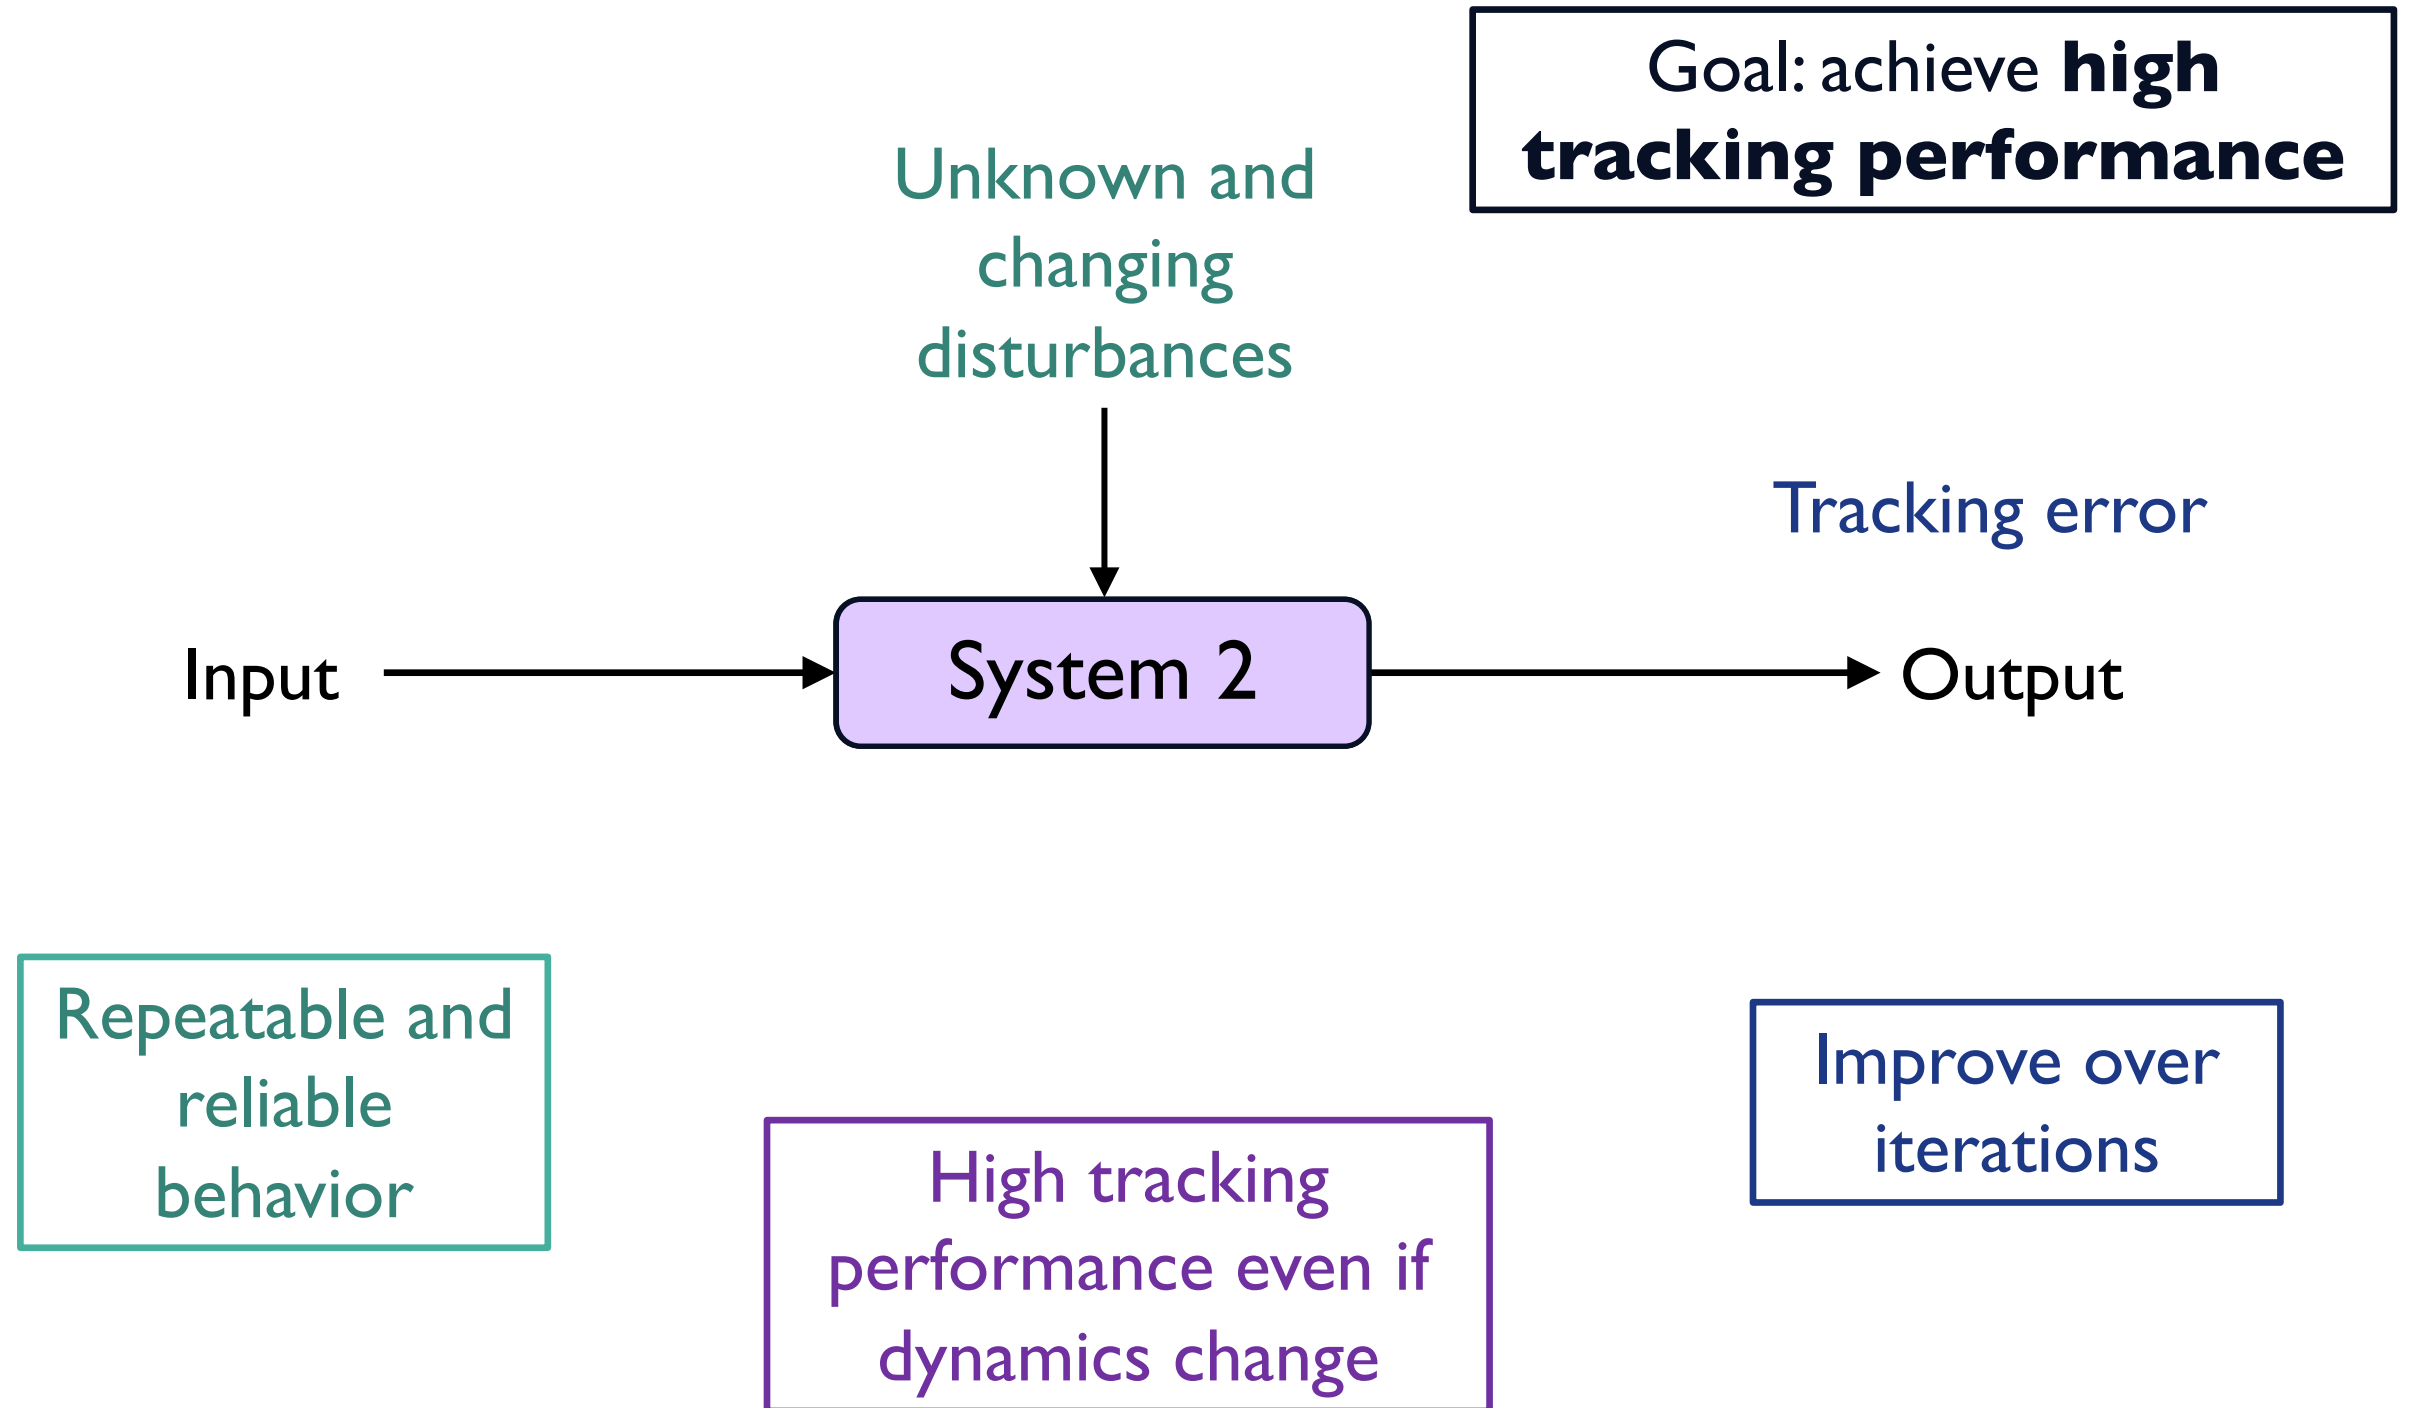 Goal: achieve high
tracking performance
Unknown and
changing
disturbances
Tracking error
Input
System 2
Output
Repeatable and
reliable
behavior
High tracking
performance even if
dynamics change
Improve over
iterations